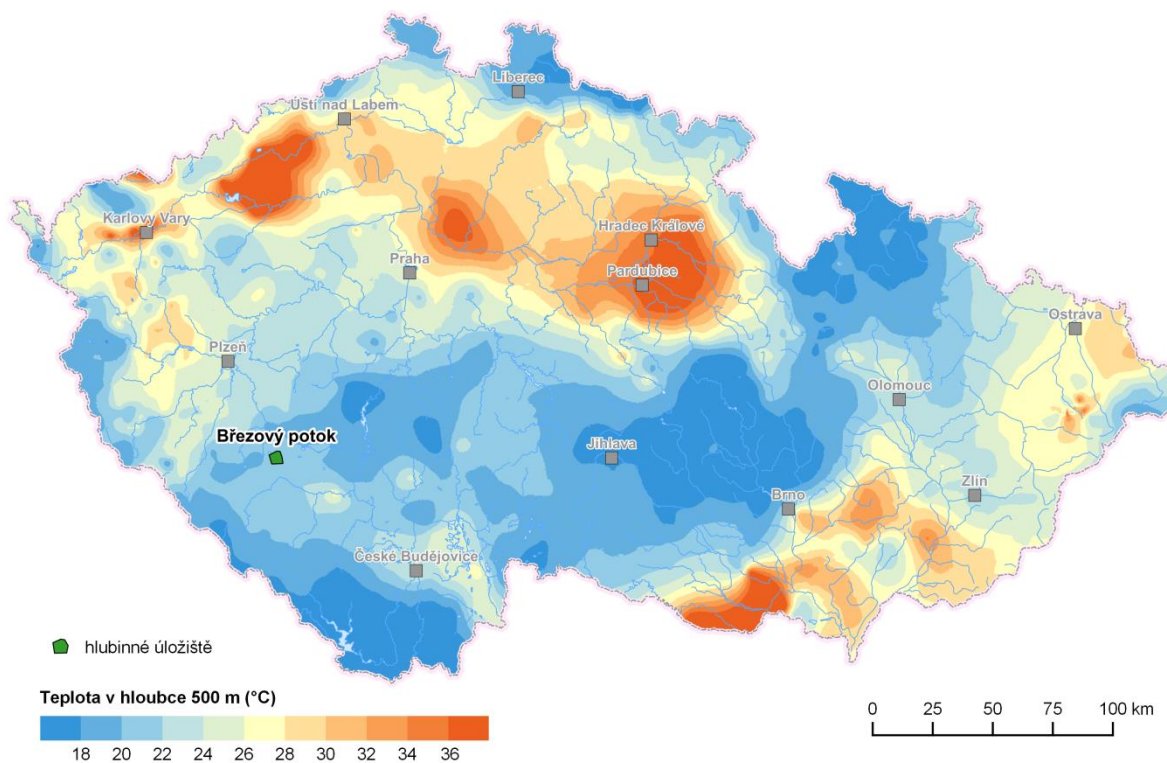 Liberec
Ústí nad Labem
Karlovy Vary
Hradec Králové
Praha
Pardubice
Ostrava
Plzeň
Olomouc
Březový potok
Jihlava
Zlín
Brno
České Budějovice
hlubinné úložiště
Teplota v hloubce 500 m (°C)
18 20 22 24 26 28 30 32 34 36
0 25 50 75 100 km